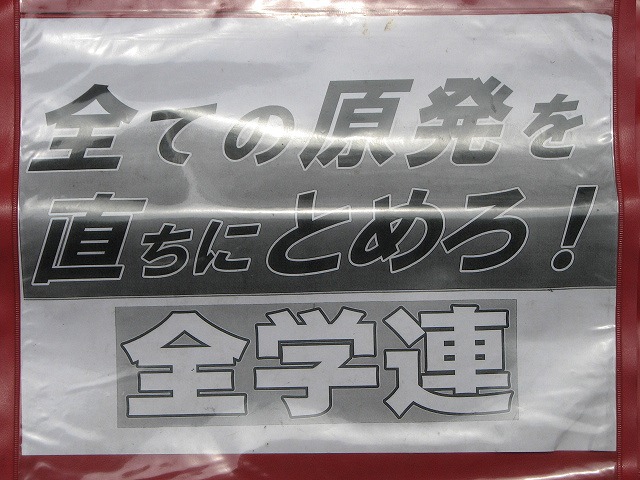 全ての原発を
直ちにとめろ！
全学連